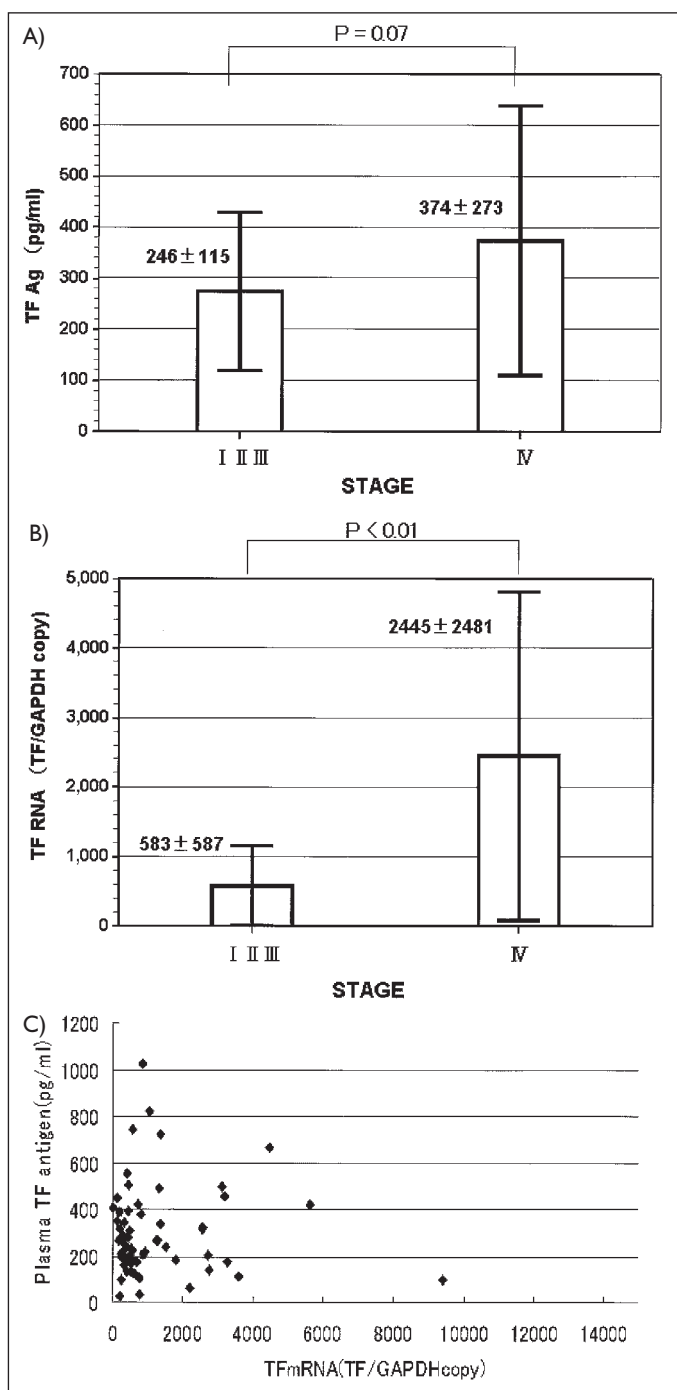 A)
P = 0.07
700
600
500
400
300
200
100
0
TF Ag (pg/ml)
246±115
374±273
Ⅰ Ⅱ Ⅲ
Ⅳ
STAGE
B)
P < 0.01
5,000
4,000
3,000
2,000
1,000
0
TF RNA (TF/GAPDH copy)
583±587
2445±2481
Ⅰ Ⅱ Ⅲ
Ⅳ
STAGE
C)
1200
1000
800
600
400
200
0
Plasma TF antigen(pg/ml)
0 2000 4000 6000 8000 10000 12000 14000
TFmRNA(TF/GAPDHcopy)